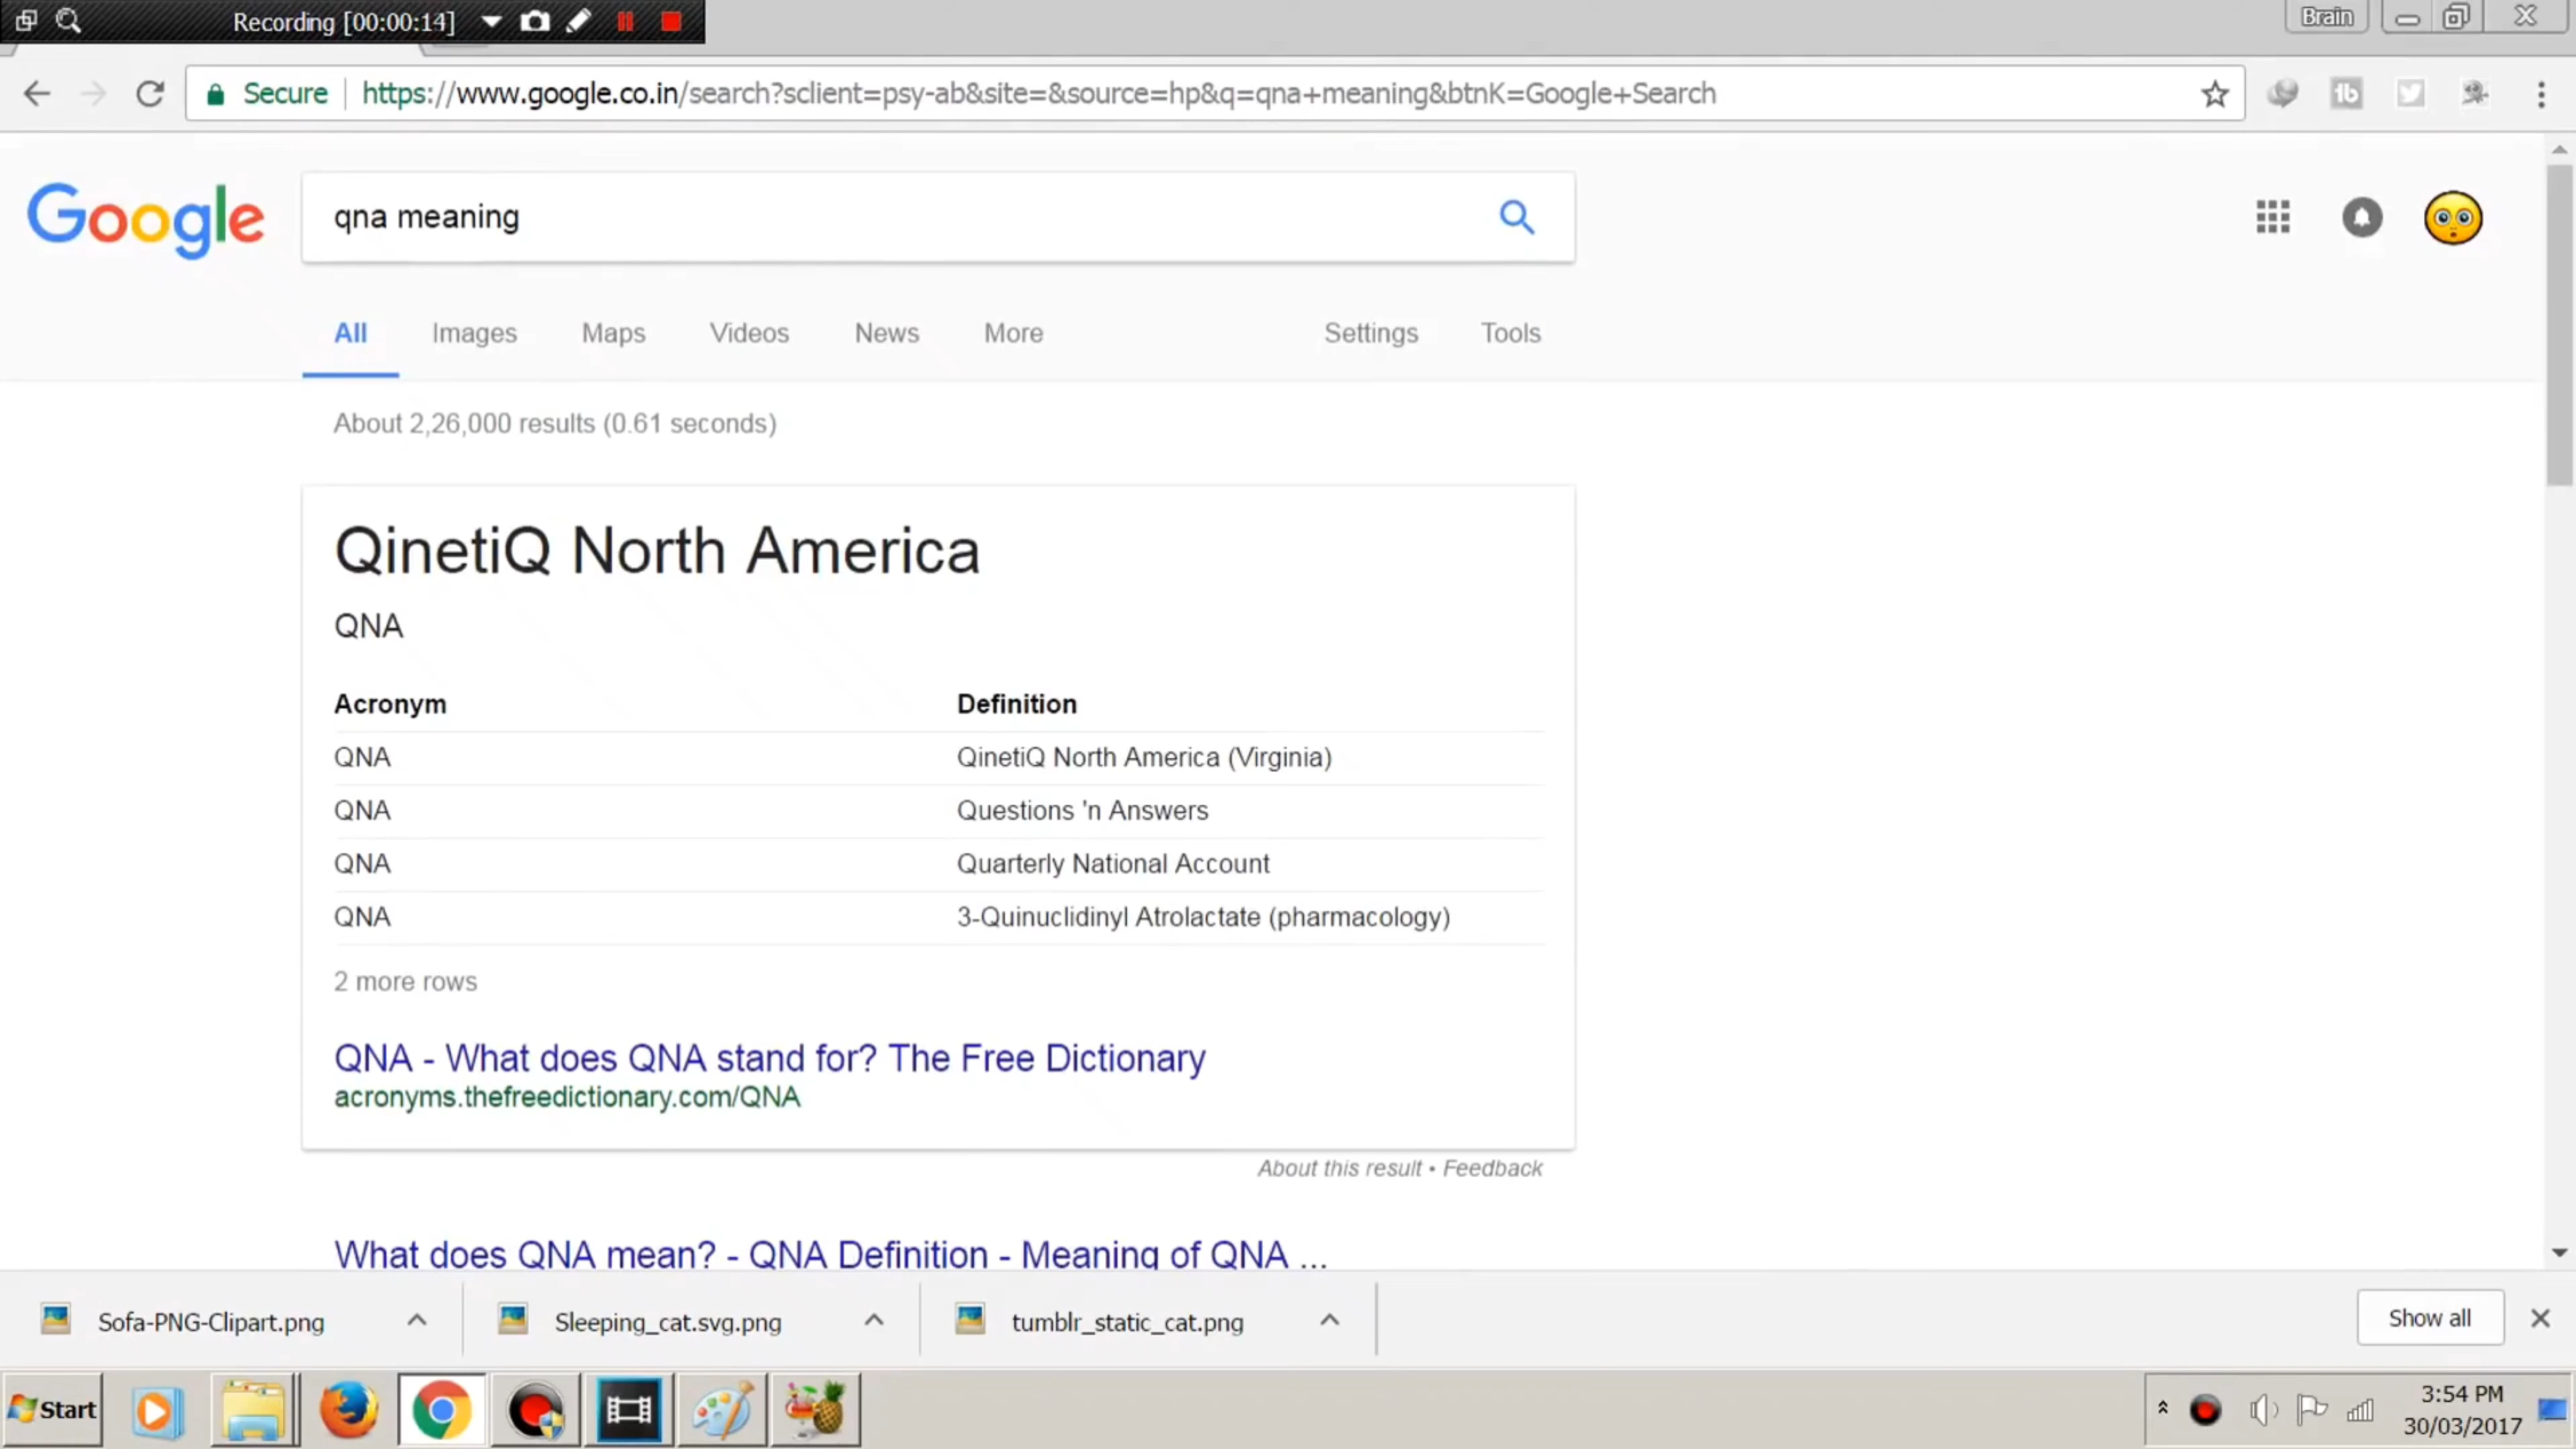 Recording [00:00:14]
Brain
Secure https://www.google.co.in/search?sclient=psy-ab&site=&source=hp&q=qna+meaning&btnK=Google+Search
Google
qna meaning
All Images Maps Videos News More Settings Tools
About 2,26,000 results (0.61 seconds)
QinetiQ North America
QNA
Acronym Definition
QNA QinetiQ North America (Virginia)
QNA Questions 'n Answers
QNA Quarterly National Account
QNA 3-Quinuclidinyl Atrolactate (pharmacology)
2 more rows
QNA - What does QNA stand for? The Free Dictionary
acronyms.thefreedictionary.com/QNA
About this result • Feedback
What does QNA mean? - QNA Definition - Meaning of QNA ...
Sofa-PNG-Clipart.png Sleeping_cat.svg.png tumblr_static_cat.png Show all
Start
3:54 PM
30/03/2017